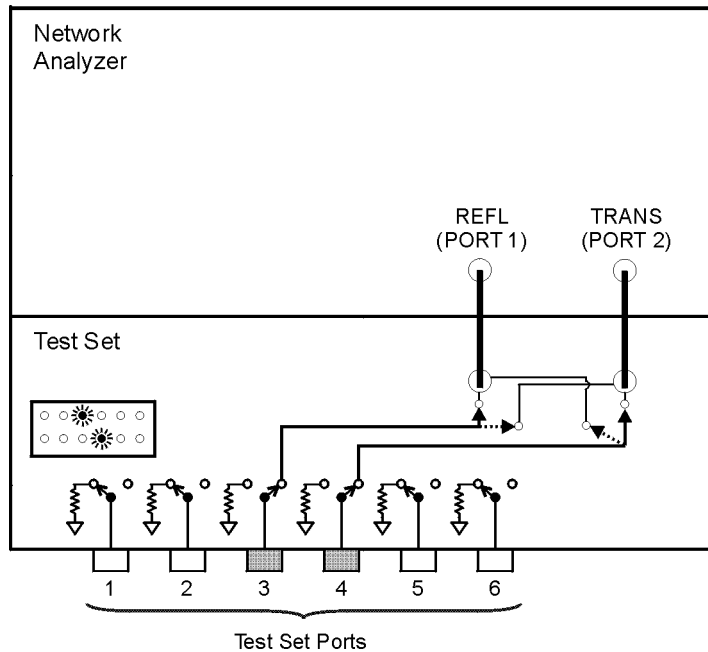 Network
Analyzer
REFL
(PORT 1)
TRANS
(PORT 2)
Test Set
1 2 3 4 5 6
Test Set Ports